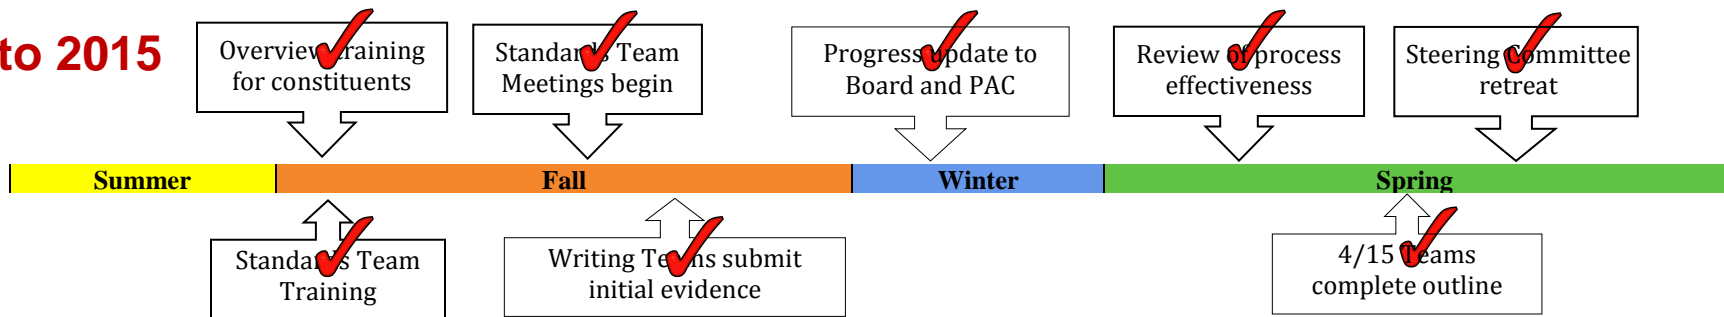 to 2015
Overview training
for constituents
Standards Team
Meetings begin
Progress update to
Board and PAC
Review of process
effectiveness
Steering Committee
retreat
Summer
Fall
Winter
Spring
Standards Team
Training
Writing Teams submit
initial evidence
4/15 Teams
complete outline